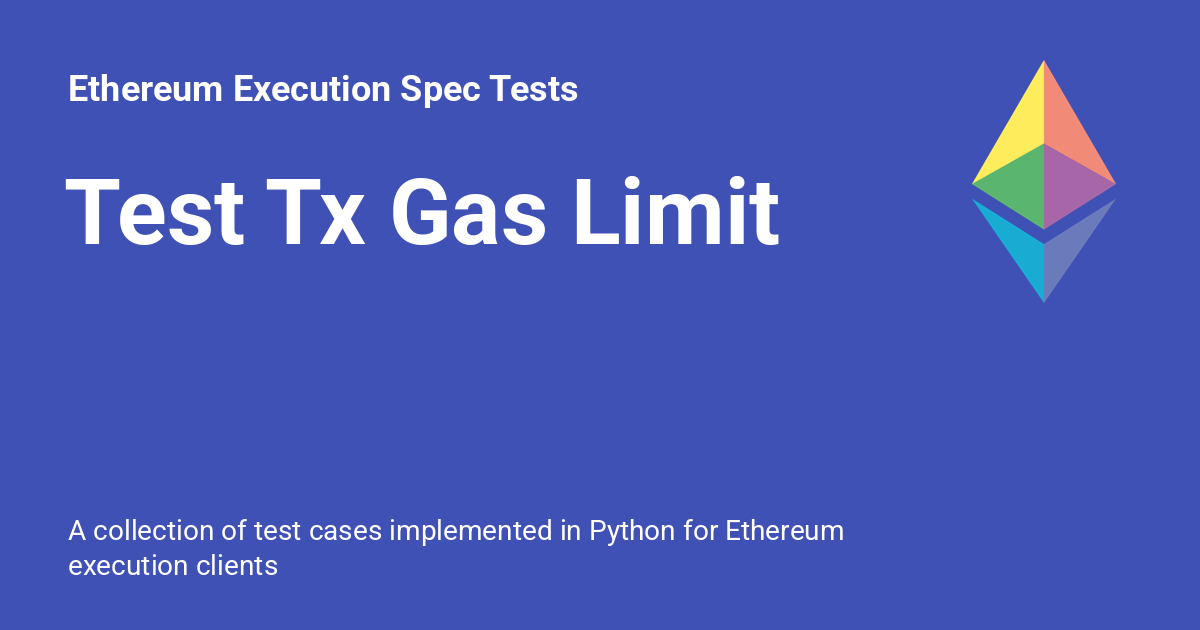 Ethereum Execution Spec Tests
Test Tx Gas Limit
A collection of test cases implemented in Python for Ethereum
execution clients